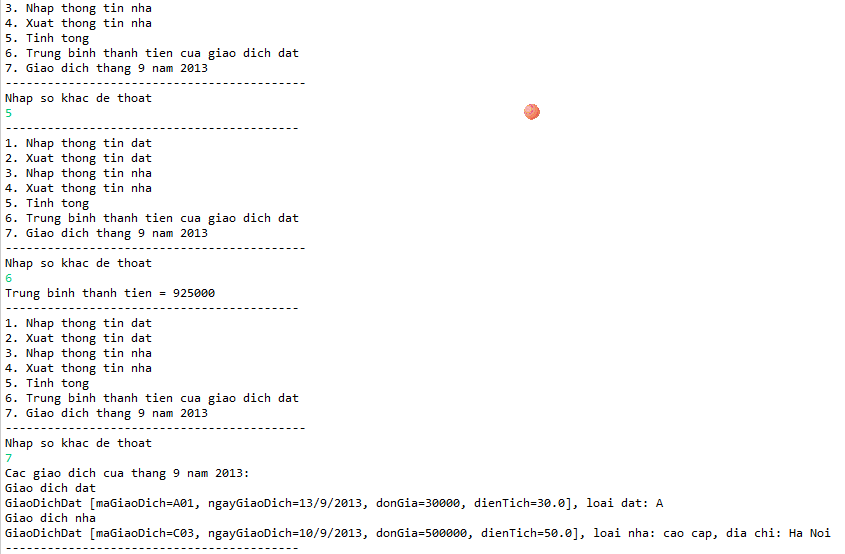 3. Nhap thong tin nha
4. Xuat thong tin nha
5. Tinh tong
6. Trung binh thanh tien cua giao dich dat
7. Giao dich thang 9 nam 2013
-------------------------------------------
Nhap so khac de thoat
5
------------------------------------------
1. Nhap thong tin dat
2. Xuat thong tin dat
3. Nhap thong tin nha
4. Xuat thong tin nha
5. Tinh tong
6. Trung binh thanh tien cua giao dich dat
7. Giao dich thang 9 nam 2013
-------------------------------------------
Nhap so khac de thoat
6
Trung binh thanh tien = 925000
------------------------------------------
1. Nhap thong tin dat
2. Xuat thong tin dat
3. Nhap thong tin nha
4. Xuat thong tin nha
5. Tinh tong
6. Trung binh thanh tien cua giao dich dat
7. Giao dich thang 9 nam 2013
-------------------------------------------
Nhap so khac de thoat
7
Cac giao dich cua thang 9 nam 2013:
Giao dich dat
GiaoDichDat [maGiaoDich=A01, ngayGiaoDich=13/9/2013, donGia=30000, dienTich=30.0], loai dat: A
Giao dich nha
GiaoDichDat [maGiaoDich=C03, ngayGiaoDich=10/9/2013, donGia=500000, dienTich=50.0], loai nha: cao cap, dia chi: Ha Noi
------------------------------------------